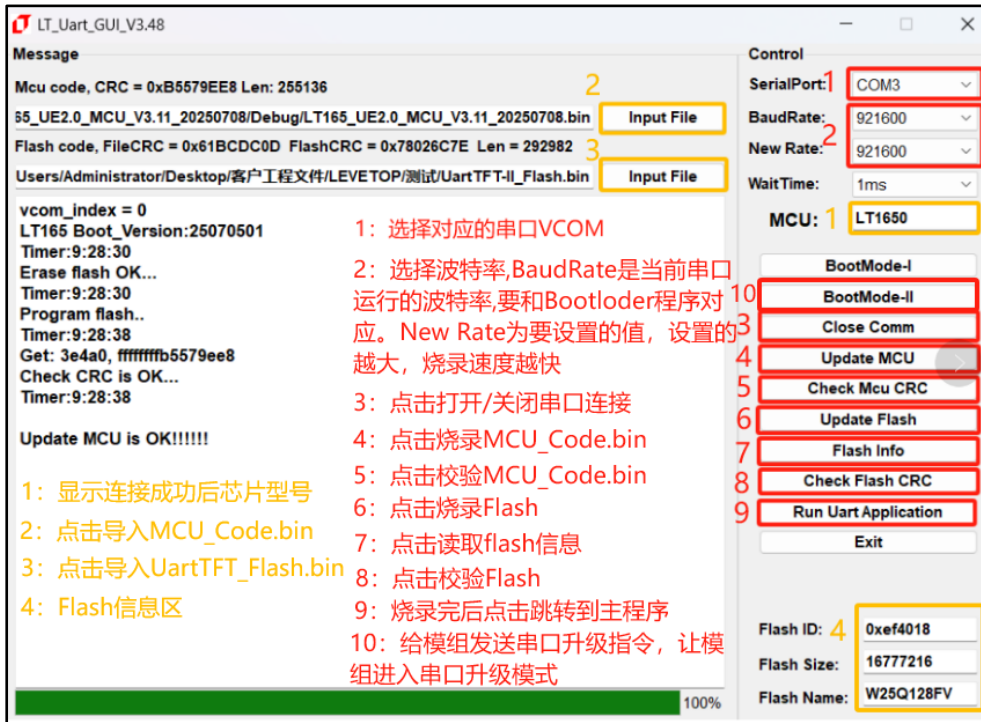 LT_Uart_GUI_V3.48
Message
Mcu code, CRC = 0xB5579EE8 Len: 255136
2
65_UE2.0_MCU_V3.11_20250708/Debug/LT165_UE2.0_MCU_V3.11_20250708.bin
Input File
Flash code, FileCRC = 0x61BCDC0D FlashCRC = 0x78026C7E Len = 292982
3
Users/Administrator/Desktop/客户工程文件/LEVETOP/测试/UartTFT-II_Flash.bin
Input File
vcom_index = 0
LT165 Boot_Version:25070501
Timer:9:28:30
Erase flash OK...
Timer:9:28:30
Program flash..
Timer:9:28:38
Get: 3e4a0, ffffffffb5579ee8
Check CRC is OK...
Timer:9:28:38
Update MCU is OK!!!!!!
1：显示连接成功后芯片型号
2：点击导入MCU_Code.bin
3：点击导入UartTFT_Flash.bin
4：Flash信息区
1：选择对应的串口VCOM
2：选择波特率,BaudRate是当前串口
运行的波特率,要和Bootloder程序对
应。New Rate为要设置的值，设置的
越大，烧录速度越快
3：点击打开/关闭串口连接
4：点击烧录MCU_Code.bin
5：点击校验MCU_Code.bin
6：点击烧录Flash
7：点击读取flash信息
8：点击校验Flash
9：烧录完后点击跳转到主程序
10：给模组发送串口升级指令，让模
组进入串口升级模式
100%
Control
SerialPort: 1 COM3
BaudRate: 921600
2
New Rate: 921600
WaitTime: 1ms
MCU: 1 LT1650
BootMode-I
10 BootMode-II
3 Close Comm
4 Update MCU
5 Check Mcu CRC
6 Update Flash
7 Flash Info
8 Check Flash CRC
9 Run Uart Application
Exit
Flash ID: 4 0xef4018
Flash Size: 16777216
Flash Name: W25Q128FV